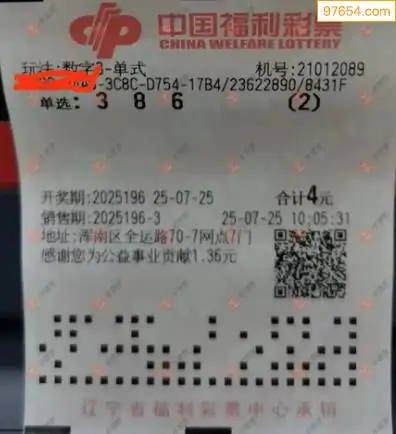 97654.com
中国福利彩票
CHINA WELFARE LOTTERY
玩法:数字3-单式 机号:21012089
-3C8C-D754-17B4/23622890/8431F
单选: 3 8 6 (2)
开奖期:2025196 25-07-25 合计4元
销售期:2025196-3 25-07-25 10:05:31
地址:浑南区全运路70-7网点7门
感谢您为公益事业贡献1.36元
辽宁省福利彩票中心承销